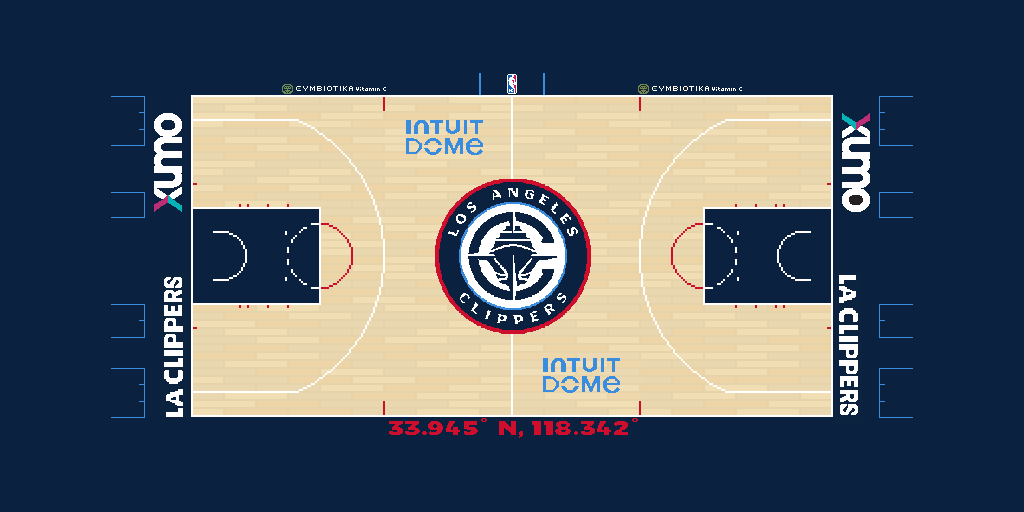 CYMBIOTIKA Vitamin C
CYMBIOTIKA Vitamin C
INTUIT
DOME
xumo
xumo
LOS ANGELES
CLIPPERS
LA CLIPPERS
LA CLIPPERS
INTUIT
DOME
33.945° N, 118.342°